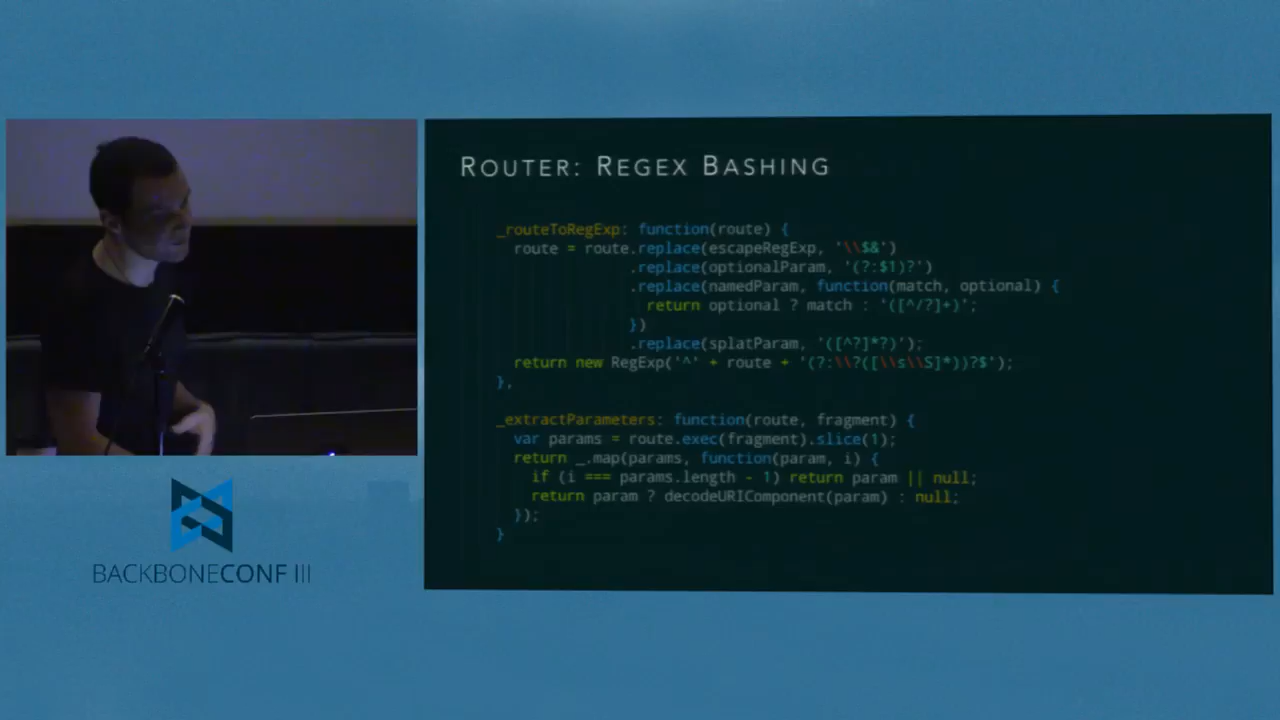 ROUTER: REGEX BASHING
_routeToRegExp: function(route) {
route = route.replace(escapeRegExp, '\\$&')
.replace(optionalParam, '(?:$1)?')
.replace(namedParam, function(match, optional) {
return optional ? match : '([^/?]+)';
})
.replace(splatParam, '([^?]*?)');
return new RegExp('^' + route + '(?:\\?([\\s\\S]*))?$');
},
_extractParameters: function(route, fragment) {
var params = route.exec(fragment).slice(1);
return _.map(params, function(param, i) {
if (i === params.length - 1) return param || null;
return param ? decodeURIComponent(param) : null;
});
}
BACKBONECONF III